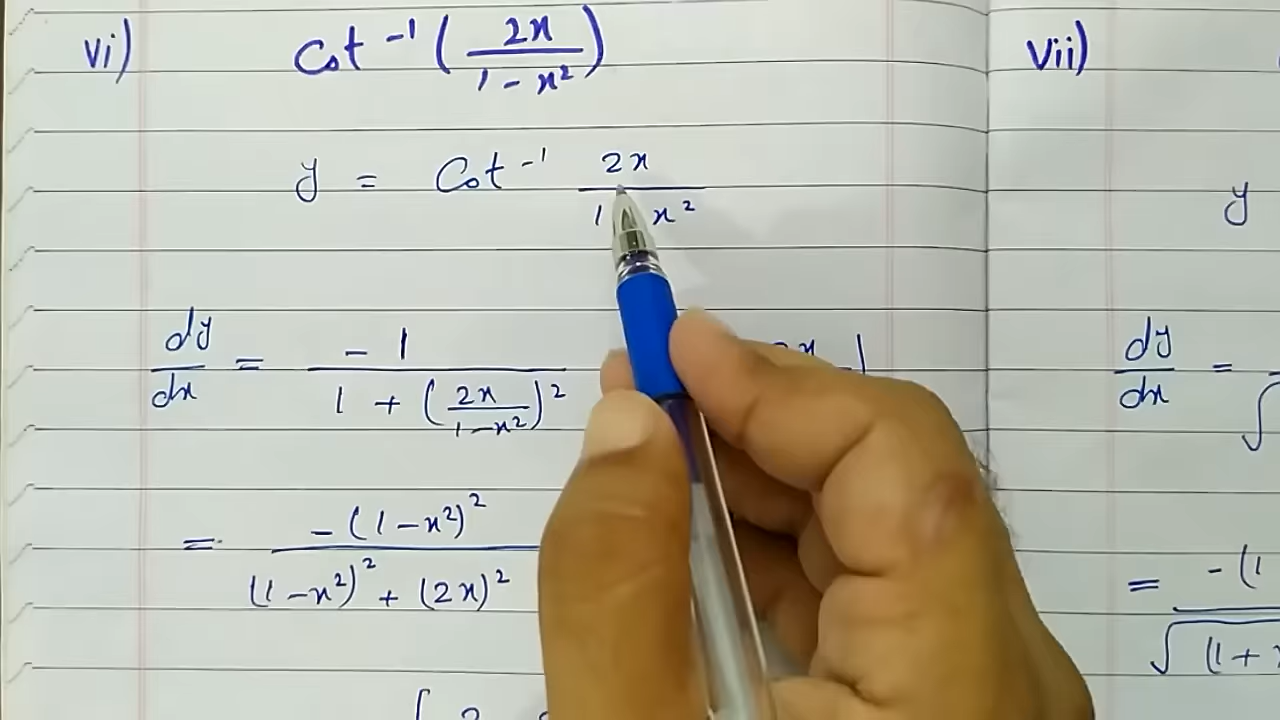 vi) Cot⁻¹ (2x / 1 - x²)
y = Cot⁻¹ 2x / 1 x²
dy/dx = - 1 / 1 + (2x / 1-x²)²
= -(1-x²)² / (1-x²)² + (2x)²
vii)
y
dy/dx =
= -(1 / √(1+x